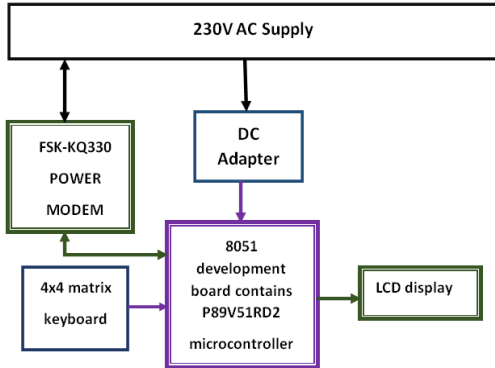 230V AC Supply
FSK-KQ330
POWER
MODEM
DC
Adapter
8051
development
board contains
P89V51RD2
microcontroller
4x4 matrix
keyboard
LCD display